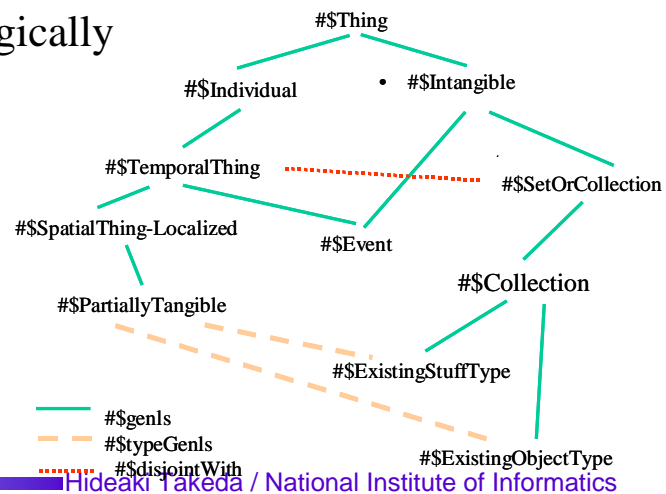 gically
#$Thing
#$Individual
• #$Intangible
#$TemporalThing
#$SetOrCollection
#$SpatialThing-Localized
#$Event
#$Collection
#$PartiallyTangible
#$ExistingStuffType
#$genls
#$typeGenls
#$ExistingObjectType
#$disjointWith
Hideaki Takeda / National Institute of Informatics